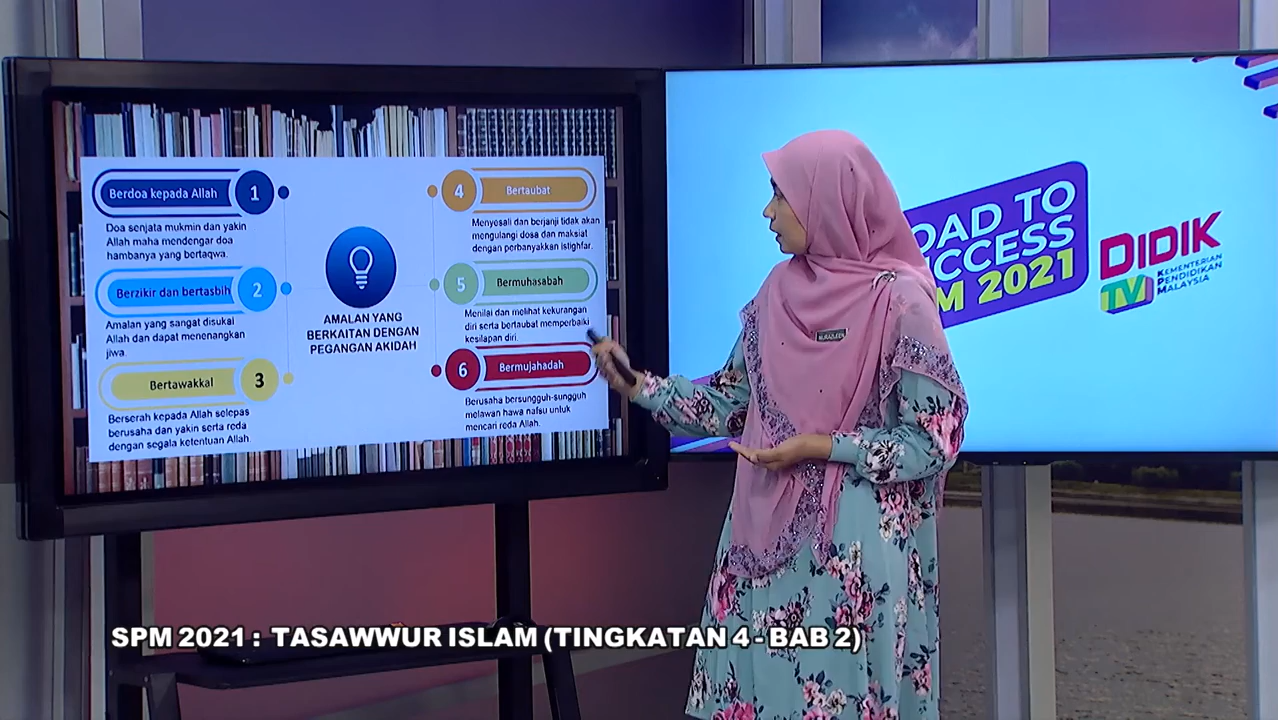 Berdoa kepada Allah 1
Doa senjata mukmin dan yakin
Allah maha mendengar doa
hambanya yang bertaqwa.
Berzikir dan bertasbih 2
Amalan yang sangat disukai
Allah dan dapat menenangkan
jiwa.
Bertawakkal 3
Berserah kepada Allah selepas
berusaha dan yakin serta reda
dengan segala ketentuan Allah.
AMALAN YANG
BERKAITAN DENGAN
PEGANGAN AKIDAH
4 Bertaubat
Menyesali dan berjanji tidak akan
mengulangi dosa dan maksiat
dengan perbanyakkan istighfar.
5 Bermuhasabah
Menilai dan melihat kekurangan
diri serta bertaubat memperbaiki
kesilapan diri.
6 Bermujahadah
Berusaha bersungguh-sungguh
melawan hawa nafsu untuk
mencari reda Allah.
OAD TO
CCESS
M 2021
DIDIK
TV
KEMENTERIAN
PENDIDIKAN
MALAYSIA
SPM 2021 : TASAWWUR ISLAM (TINGKATAN 4 - BAB 2)